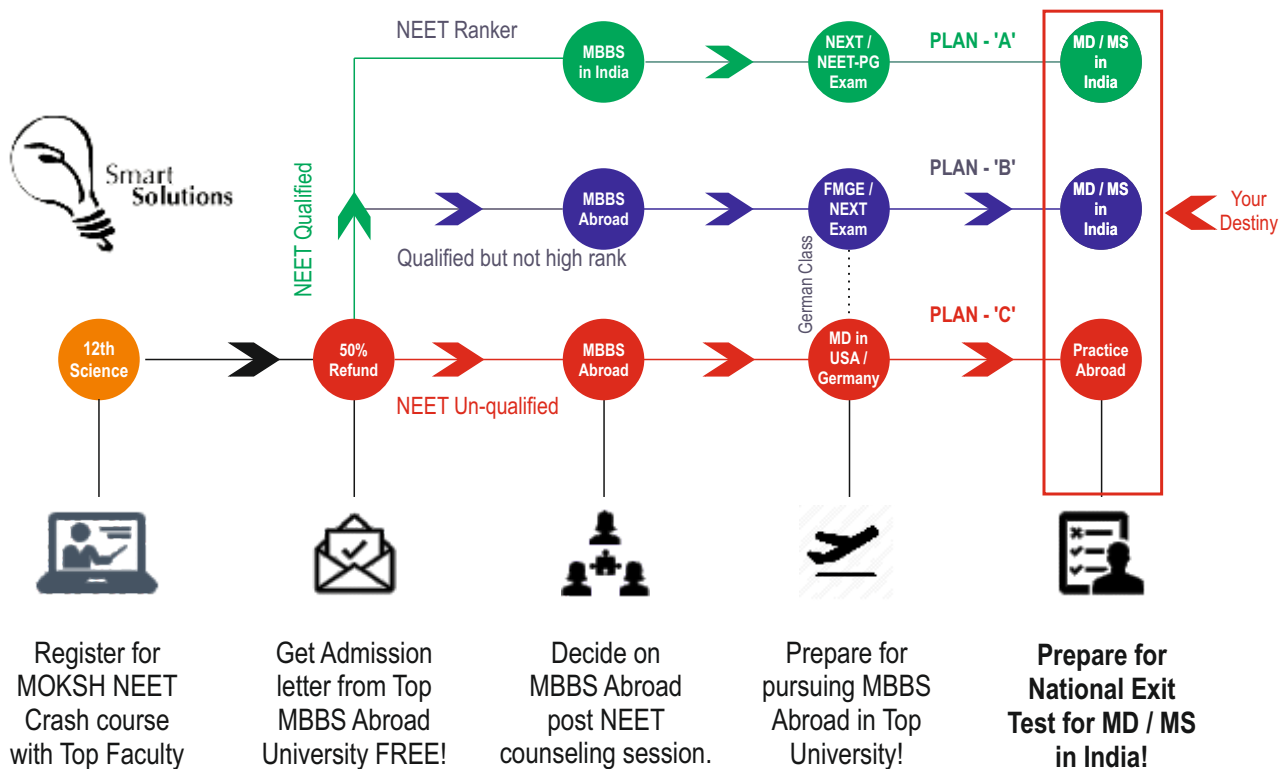 NEET Ranker
MBBS
in India
NEXT /
NEET-PG
Exam
PLAN - 'A'
MD / MS
in
India
Smart
Solutions
NEET Qualified
MBBS
Abroad
FMGE /
NEXT
Exam
PLAN - 'B'
MD / MS
in
India
Your
Destiny
Qualified but not high rank
German Class
12th
Science
50%
Refund
NEET Un-qualified
MBBS
Abroad
MD in
USA /
Germany
PLAN - 'C'
Practice
Abroad
Register for
MOKSH NEET
Crash course
with Top Faculty
Get Admission
letter from Top
MBBS Abroad
University FREE!
Decide on
MBBS Abroad
post NEET
counseling session.
Prepare for
pursuing MBBS
Abroad in Top
University!
Prepare for
National Exit
Test for MD / MS
in India!